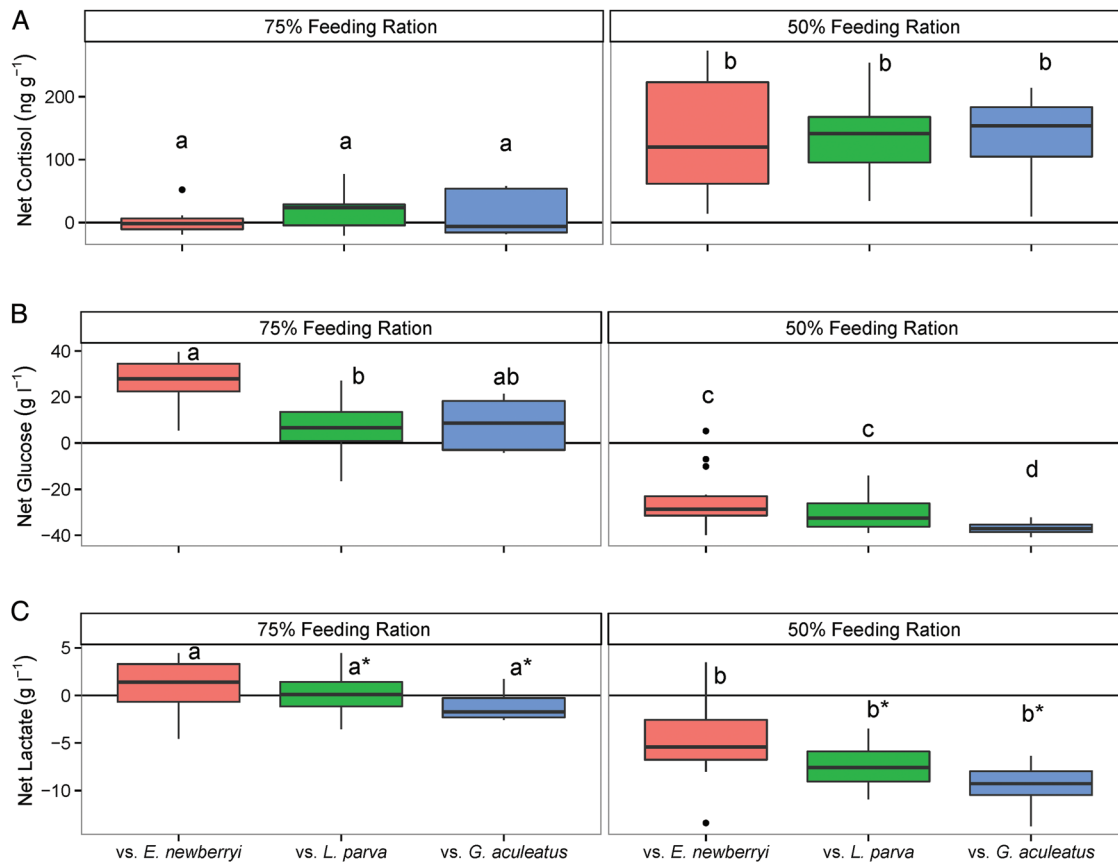 A
75% Feeding Ration 50% Feeding Ration
Net Cortisol (ng g⁻¹)
200
100
0
a a a b b b
B
75% Feeding Ration 50% Feeding Ration
Net Glucose (g l⁻¹)
40
20
0
−20
−40
a b ab c c d
C
75% Feeding Ration 50% Feeding Ration
Net Lactate (g l⁻¹)
5
0
−5
−10
a a* a* b b* b*
vs. E. newberryi vs. L. parva vs. G. aculeatus vs. E. newberryi vs. L. parva vs. G. aculeatus